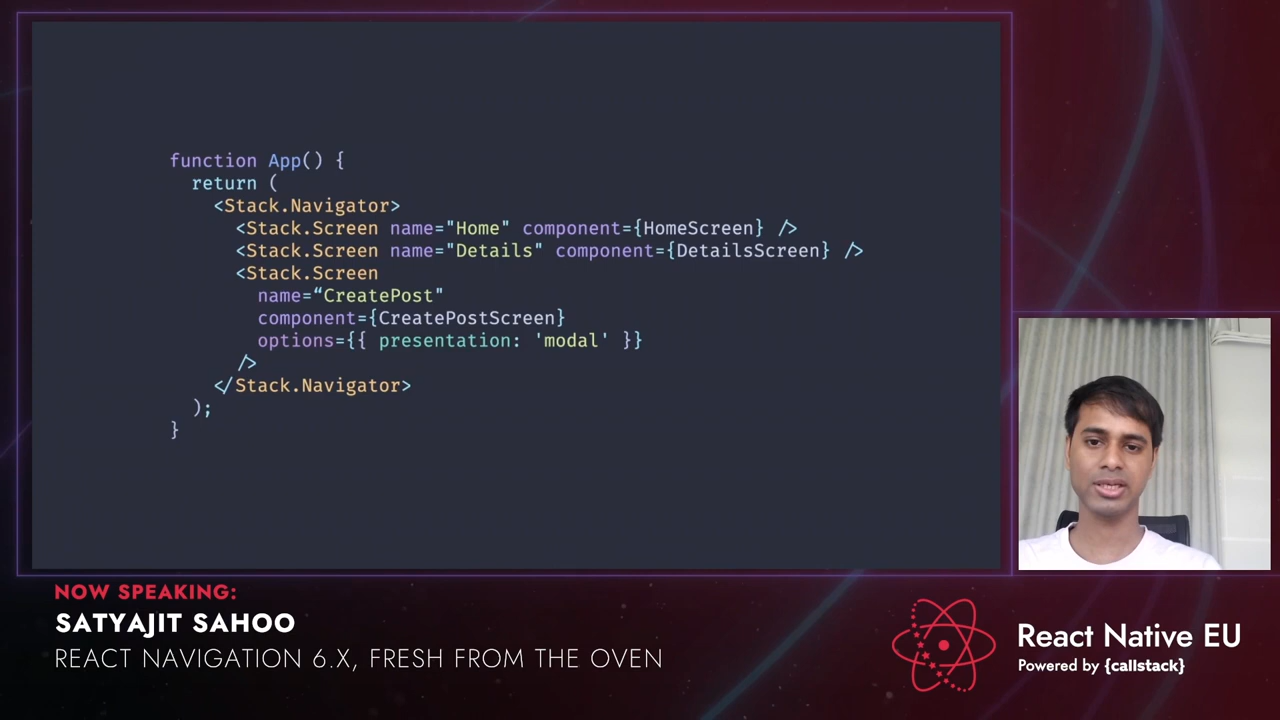 function App() {
  return (
    <Stack.Navigator>
      <Stack.Screen name="Home" component={HomeScreen} />
      <Stack.Screen name="Details" component={DetailsScreen} />
      <Stack.Screen
        name=“CreatePost"
        component={CreatePostScreen}
        options={{ presentation: 'modal' }}
      />
    </Stack.Navigator>
  );
}
NOW SPEAKING:
SATYAJIT SAHOO
REACT NAVIGATION 6.X, FRESH FROM THE OVEN
React Native EU
Powered by {callstack}